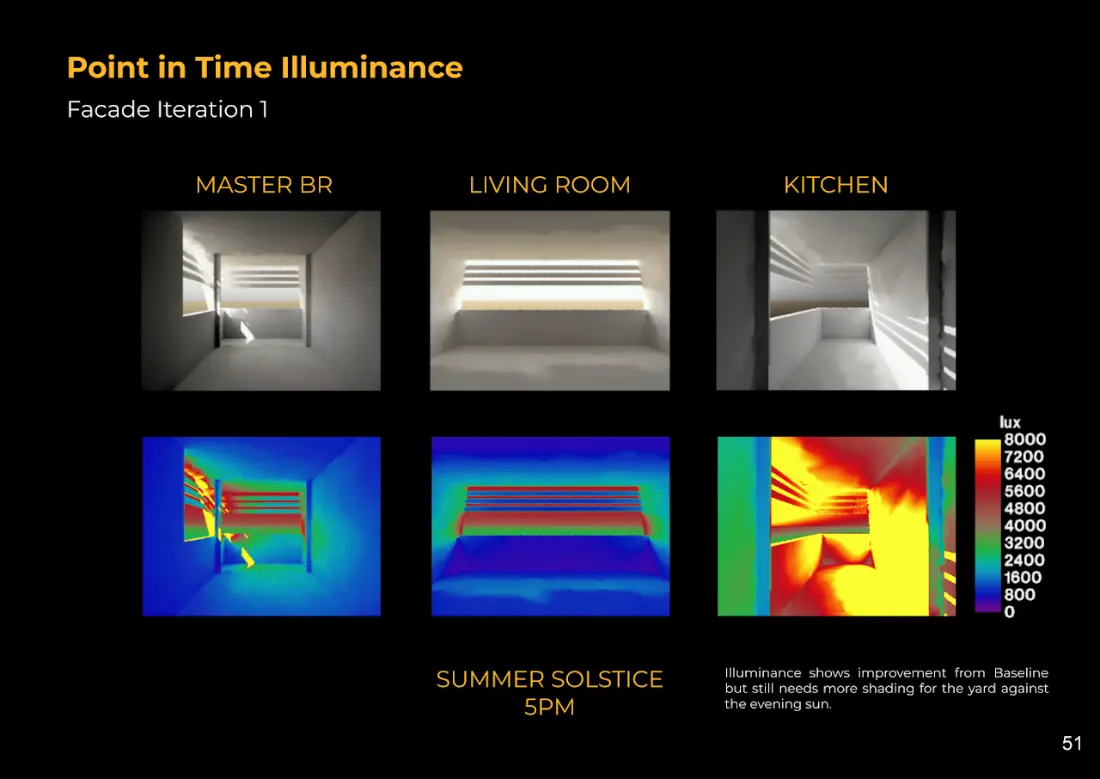 Point in Time Illuminance
Facade Iteration 1
MASTER BR
LIVING ROOM
KITCHEN
lux
8000
7200
6400
5600
4800
4000
3200
2400
1600
800
0
SUMMER SOLSTICE
5PM
Illuminance shows improvement from Baseline
but still needs more shading for the yard against
the evening sun.
51